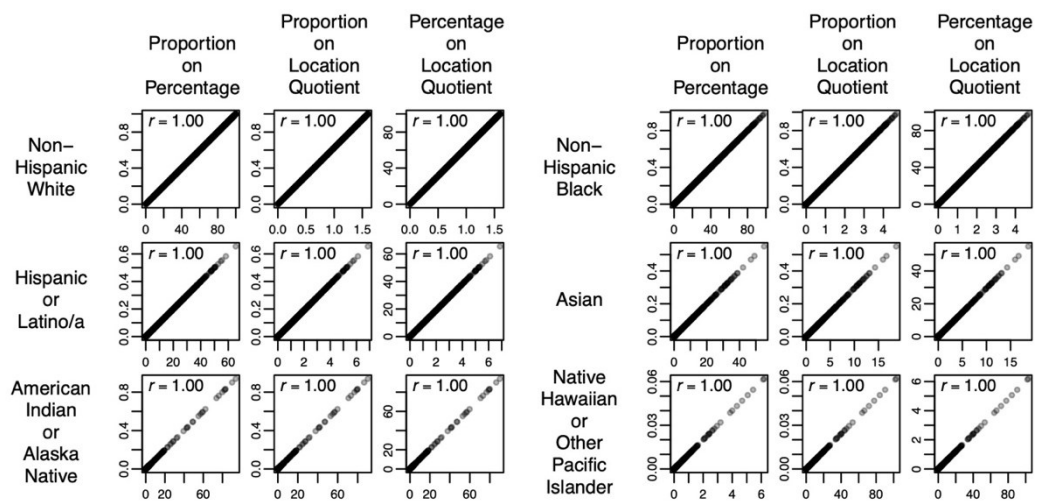 Proportion
on
Percentage
Proportion
on
Location
Quotient
Percentage
on
Location
Quotient
Proportion
on
Percentage
Proportion
on
Location
Quotient
Percentage
on
Location
Quotient
Non−
Hispanic
White
r = 1.00
0.0 0.4 0.8
0 40 80
r = 1.00
0.0 0.4 0.8
0.0 0.5 1.0 1.5
r = 1.00
0 40 80
0.0 0.5 1.0 1.5
Non−
Hispanic
Black
r = 1.00
0.0 0.4 0.8
0 40 80
r = 1.00
0.0 0.4 0.8
0 1 2 3 4
r = 1.00
0 40 80
0 1 2 3 4
Hispanic
or
Latino/a
r = 1.00
0.0 0.2 0.4 0.6
0 20 40 60
r = 1.00
0.0 0.2 0.4 0.6
0 2 4 6
r = 1.00
0 20 40 60
0 2 4 6
Asian
r = 1.00
0.0 0.2 0.4
0 20 40
r = 1.00
0.0 0.2 0.4
0 5 10 15
r = 1.00
0 20 40
0 5 10 15
American
Indian
or
Alaska
Native
r = 1.00
0.0 0.4 0.8
0 20 60
r = 1.00
0.0 0.4 0.8
0 20 60
r = 1.00
0 20 60
0 20 60
Native
Hawaiian
or
Other
Pacific
Islander
r = 1.00
0.00 0.03 0.06
0 1 2 3 4 5 6
r = 1.00
0.00 0.03 0.06
0 40 80
r = 1.00
0 2 4 6
0 40 80